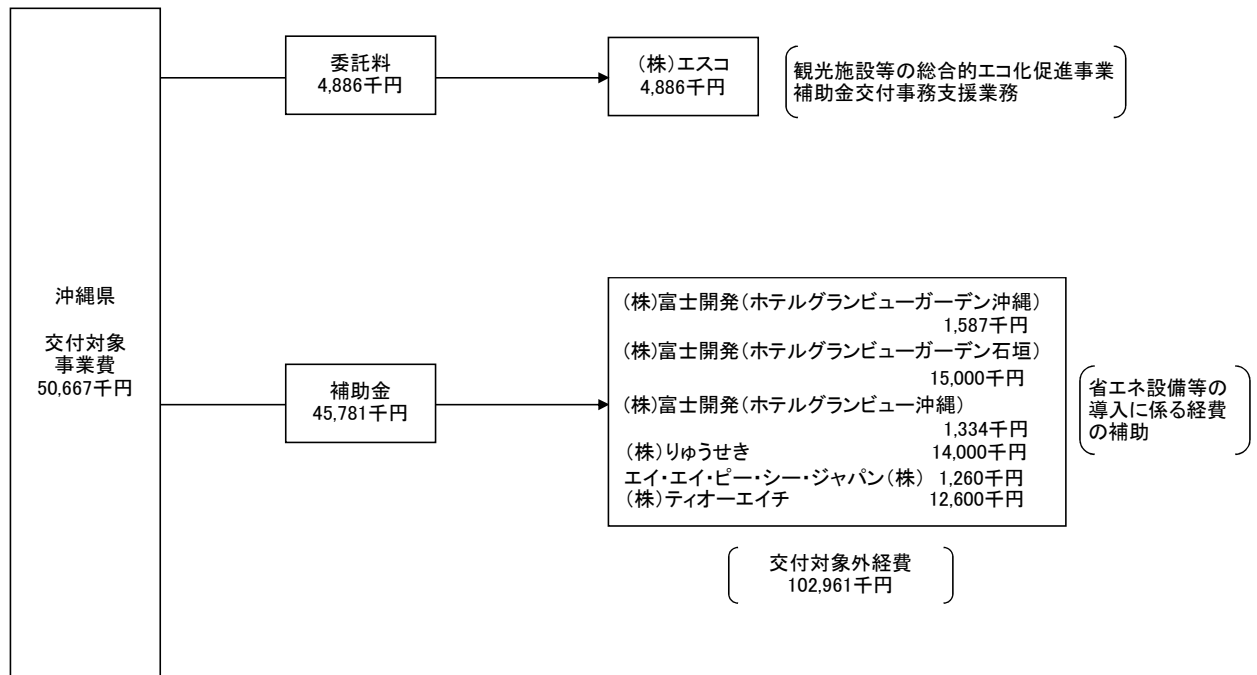 委託料
4,886千円
(株)エスコ
4,886千円
観光施設等の総合的エコ化促進事業
補助金交付事務支援業務
沖縄県
交付対象
事業費
50,667千円
補助金
45,781千円
(株)富士開発(ホテルグランビューガーデン沖縄)
1,587千円
(株)富士開発(ホテルグランビューガーデン石垣)
15,000千円
(株)富士開発(ホテルグランビュー沖縄)
1,334千円
(株)りゅうせき 14,000千円
エイ・エイ・ピー・シー・ジャパン(株) 1,260千円
(株)ティオーエイチ 12,600千円
省エネ設備等の
導入に係る経費
の補助
交付対象外経費
102,961千円